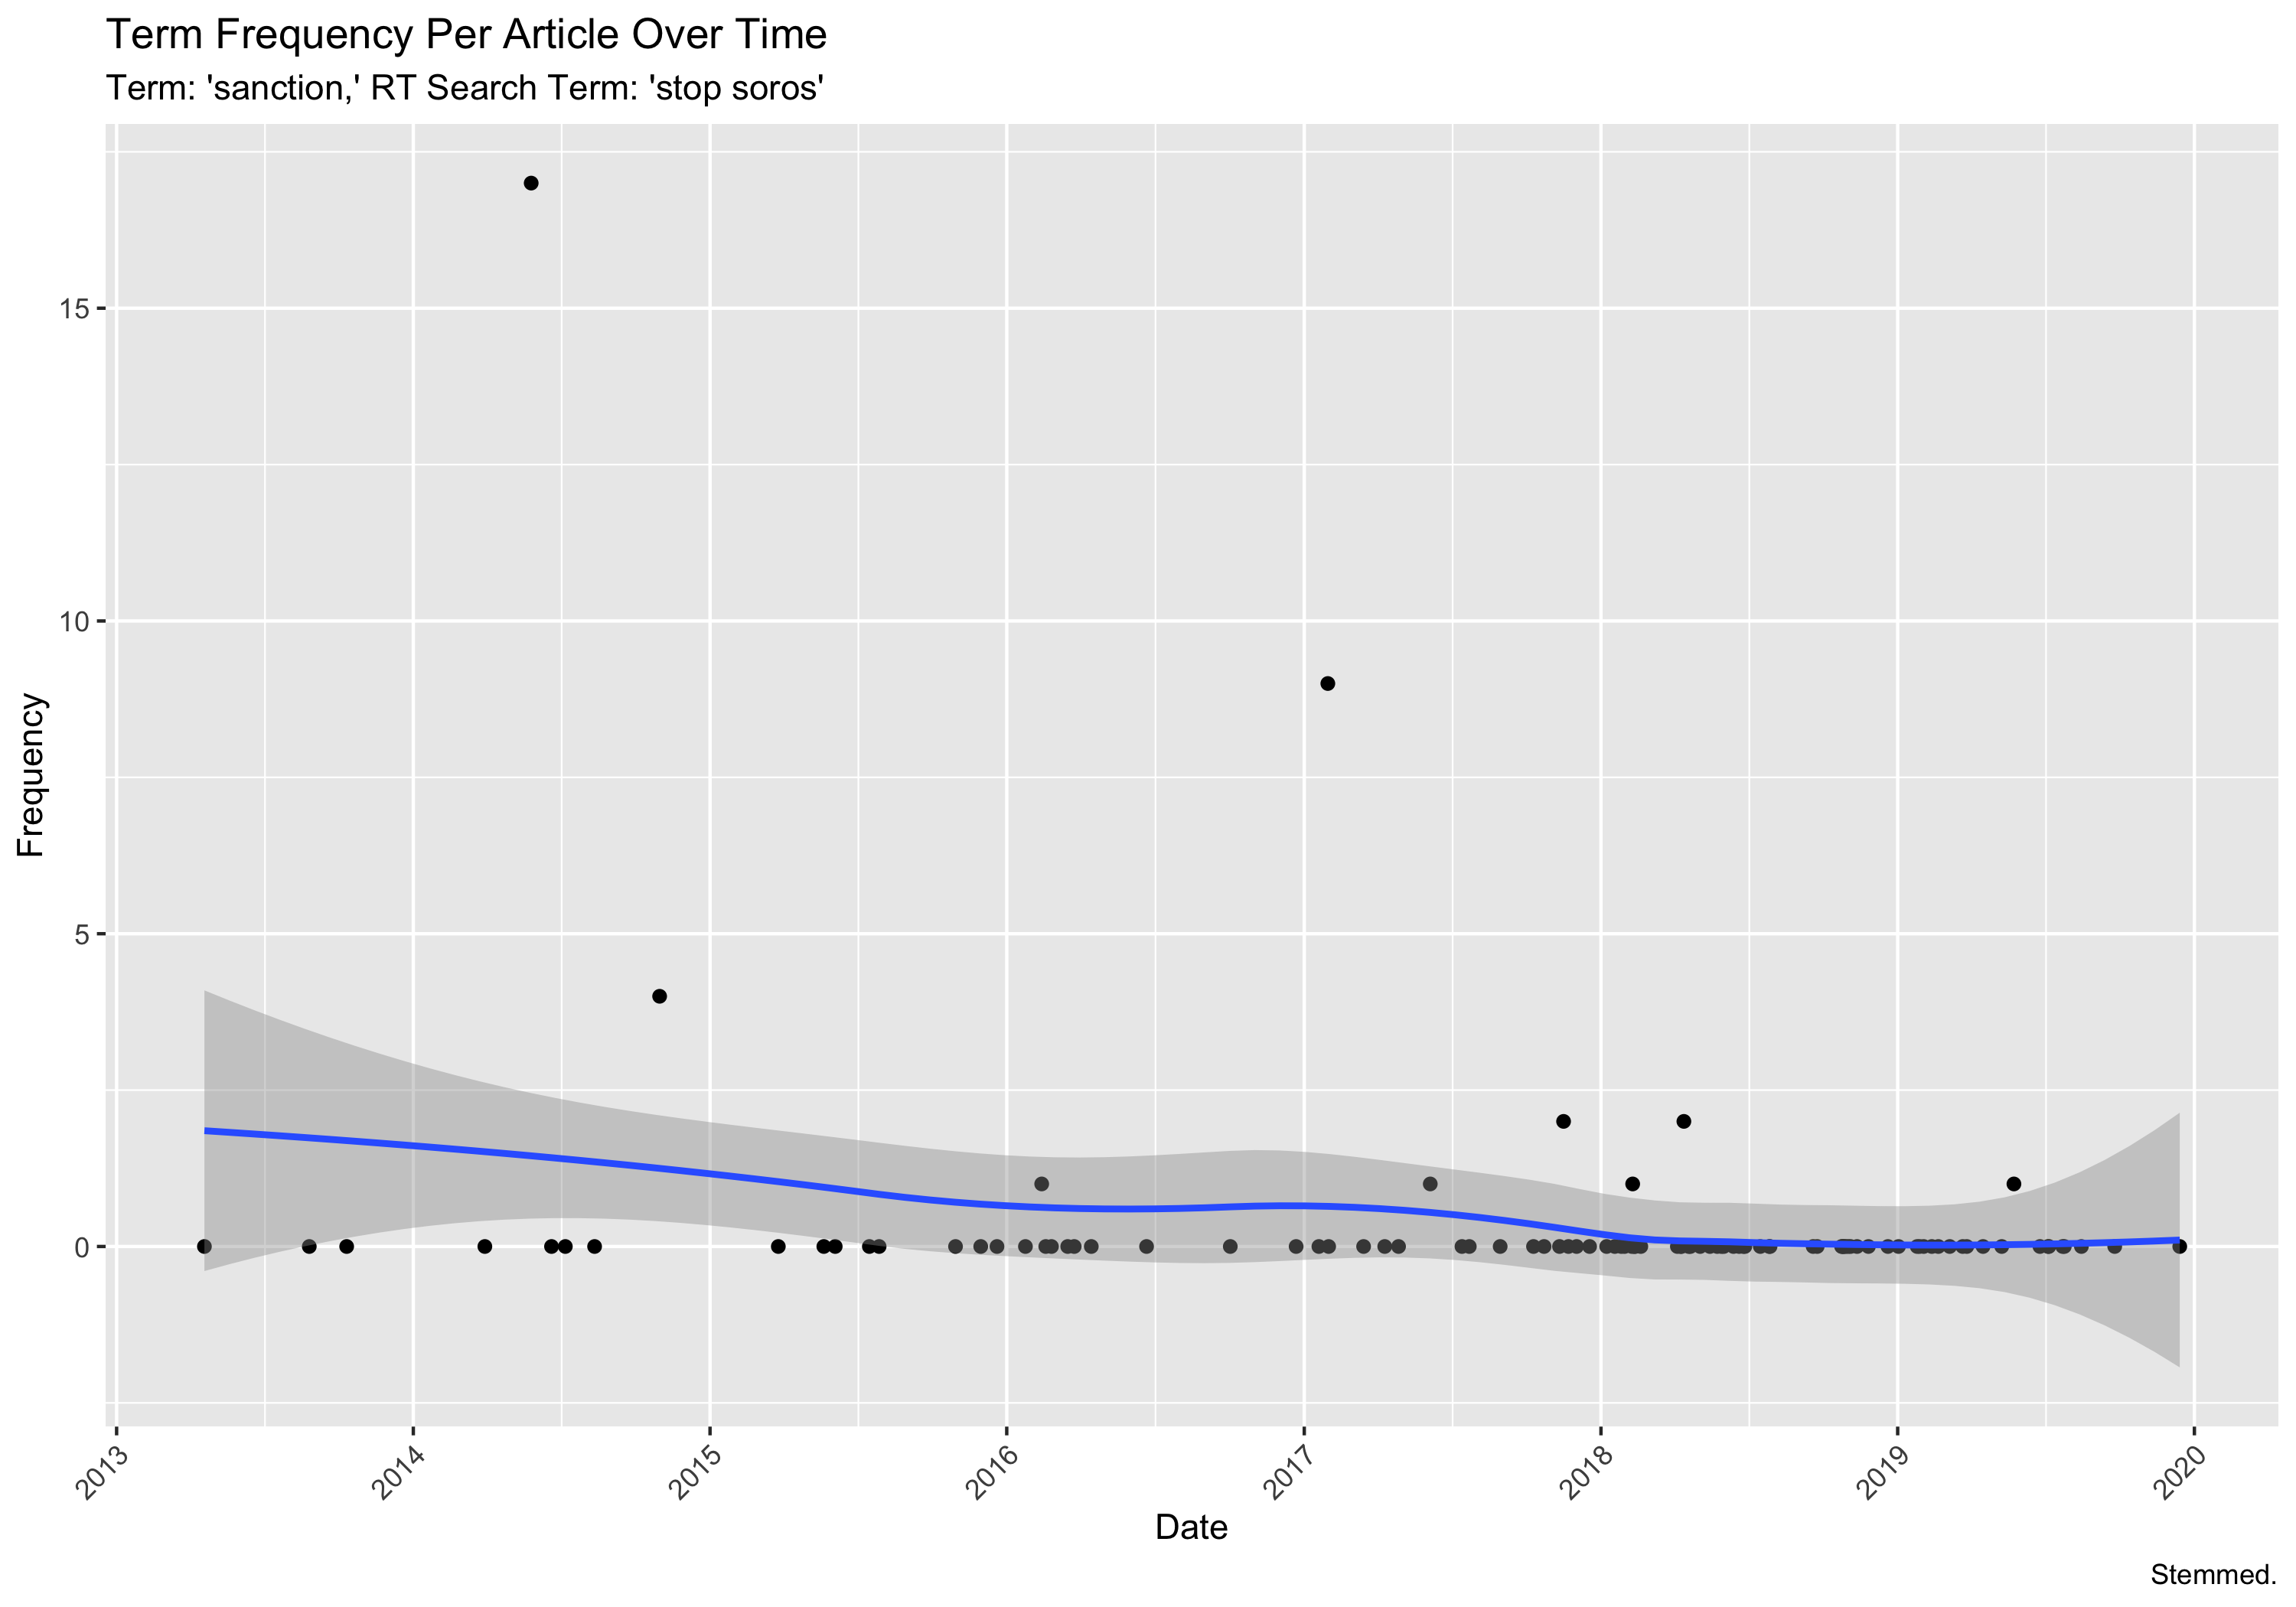 Term Frequency Per Article Over Time
Term: 'sanction,' RT Search Term: 'stop soros'
Frequency
15
10
5
0
2013
2014
2015
2016
2017
2018
2019
2020
Date
Stemmed.